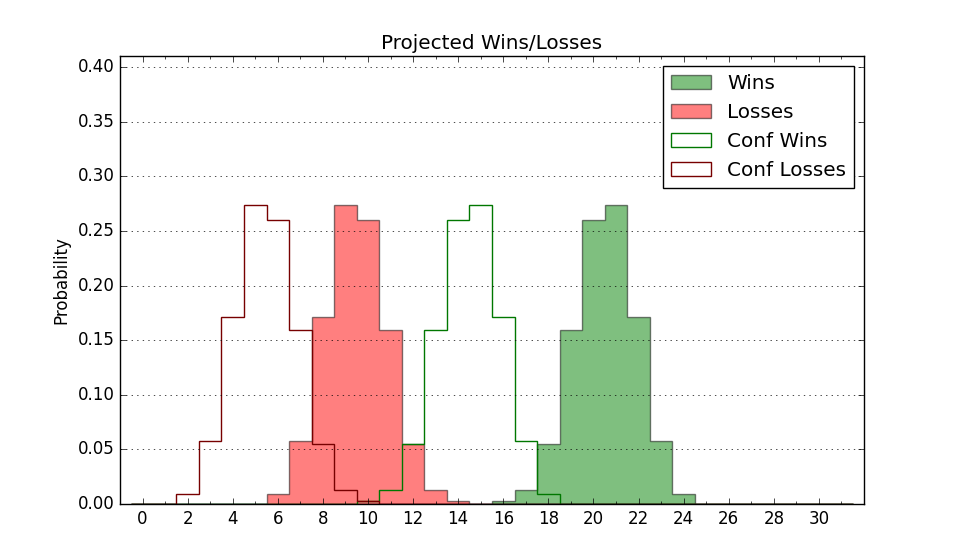 Projected Wins/Losses
0.40
0.35
0.30
0.25
0.20
0.15
0.10
0.05
0.00
Probability
Wins
Losses
Conf Wins
Conf Losses
0 2 4 6 8 10 12 14 16 18 20 22 24 26 28 30